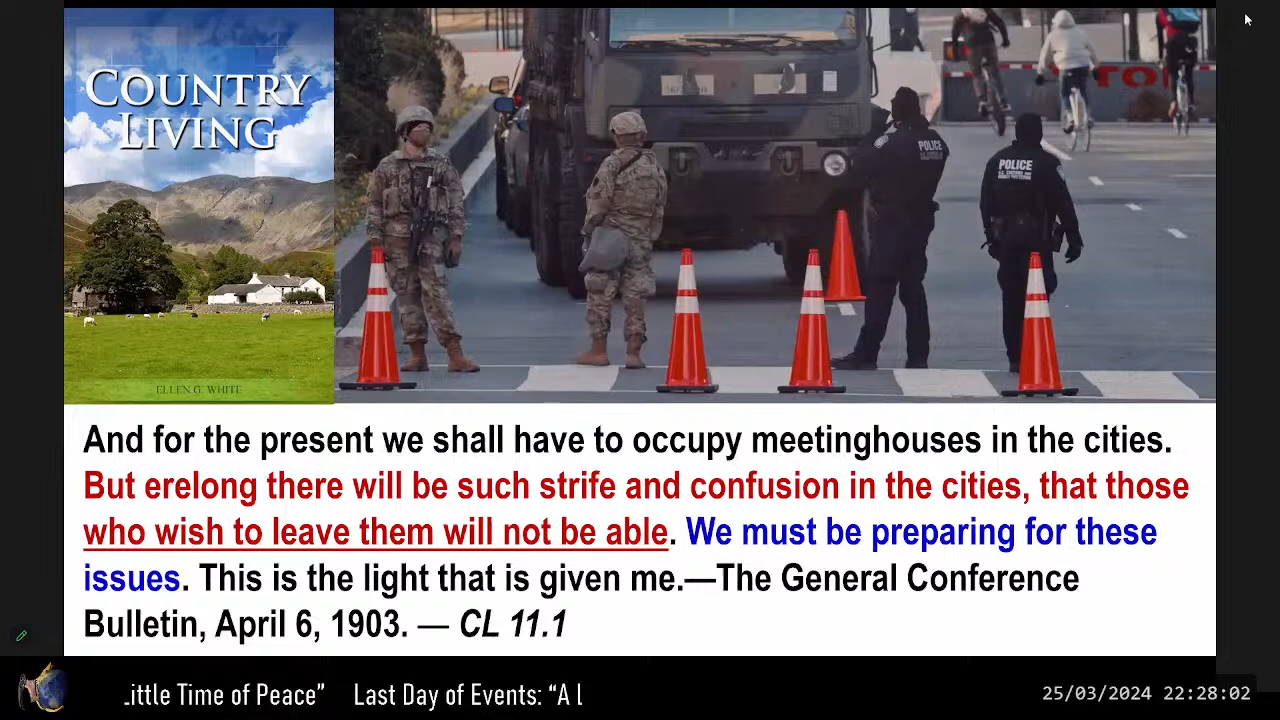 COUNTRY
LIVING
ELLEN G. WHITE
POLICE
POLICE
And for the present we shall have to occupy meetinghouses in the cities.
But erelong there will be such strife and confusion in the cities, that those
who wish to leave them will not be able. We must be preparing for these
issues. This is the light that is given me.—The General Conference
Bulletin, April 6, 1903. — CL 11.1
ittle Time of Peace” Last Day of Events: “A l
25/03/2024 22:28:02